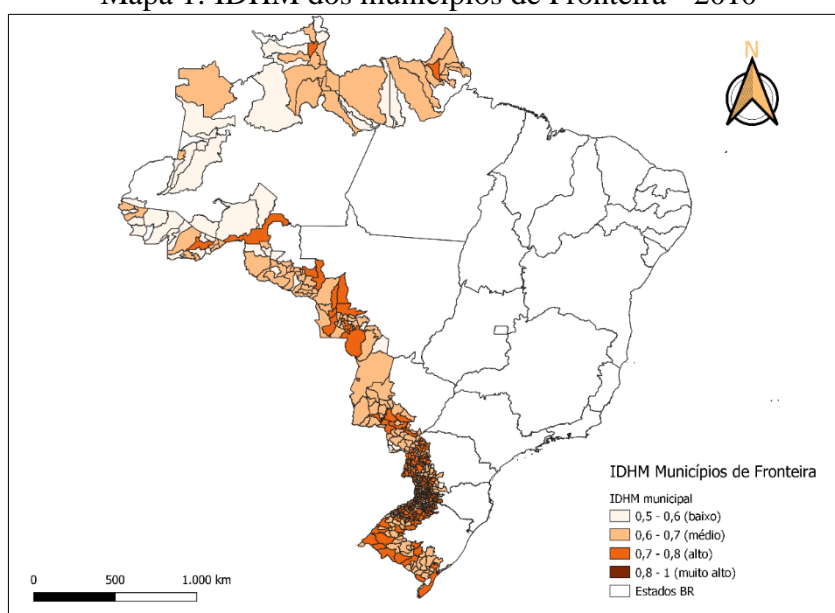 Mapa 1: IDHM dos municípios de Fronteira - 2010
N
IDHM Municípios de Fronteira
IDHM municipal
0,5 - 0,6 (baixo)
0,6 - 0,7 (médio)
0,7 - 0,8 (alto)
0,8 - 1 (muito alto)
Estados BR
0 500 1.000 km